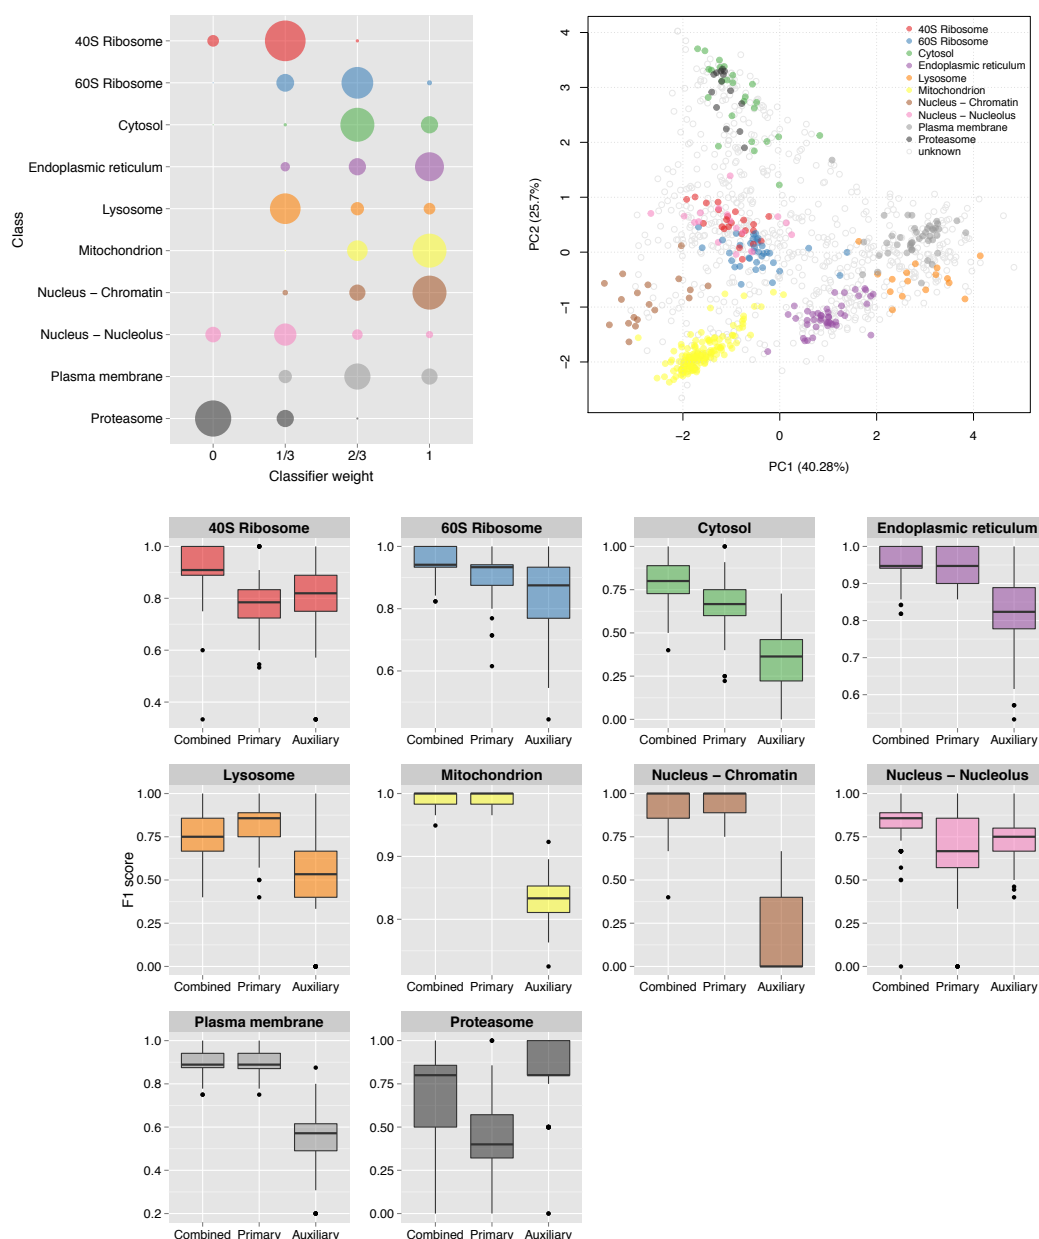 40S Ribosome
60S Ribosome
Cytosol
Endoplasmic reticulum
Lysosome
Mitochondrion
Nucleus − Chromatin
Nucleus − Nucleolus
Plasma membrane
Proteasome
Class
0 1/3 2/3 1
Classifier weight
4
3
2
1
0
−1
−2
PC2 (25.7%)
−2 0 2 4
PC1 (40.28%)
40S Ribosome
60S Ribosome
Cytosol
Endoplasmic reticulum
Lysosome
Mitochondrion
Nucleus − Chromatin
Nucleus − Nucleolus
Plasma membrane
Proteasome
unknown
40S Ribosome
1.0
0.8
0.6
0.4
Combined Primary Auxiliary
60S Ribosome
1.0
0.8
0.6
Combined Primary Auxiliary
Cytosol
1.00
0.75
0.50
0.25
0.00
Combined Primary Auxiliary
Endoplasmic reticulum
1.0
0.9
0.8
0.7
0.6
Combined Primary Auxiliary
F1 score
Lysosome
1.00
0.75
0.50
0.25
0.00
Combined Primary Auxiliary
Mitochondrion
1.0
0.9
0.8
Combined Primary Auxiliary
Nucleus − Chromatin
1.00
0.75
0.50
0.25
0.00
Combined Primary Auxiliary
Nucleus − Nucleolus
1.00
0.75
0.50
0.25
0.00
Combined Primary Auxiliary
Plasma membrane
1.0
0.8
0.6
0.4
0.2
Combined Primary Auxiliary
Proteasome
1.00
0.75
0.50
0.25
0.00
Combined Primary Auxiliary